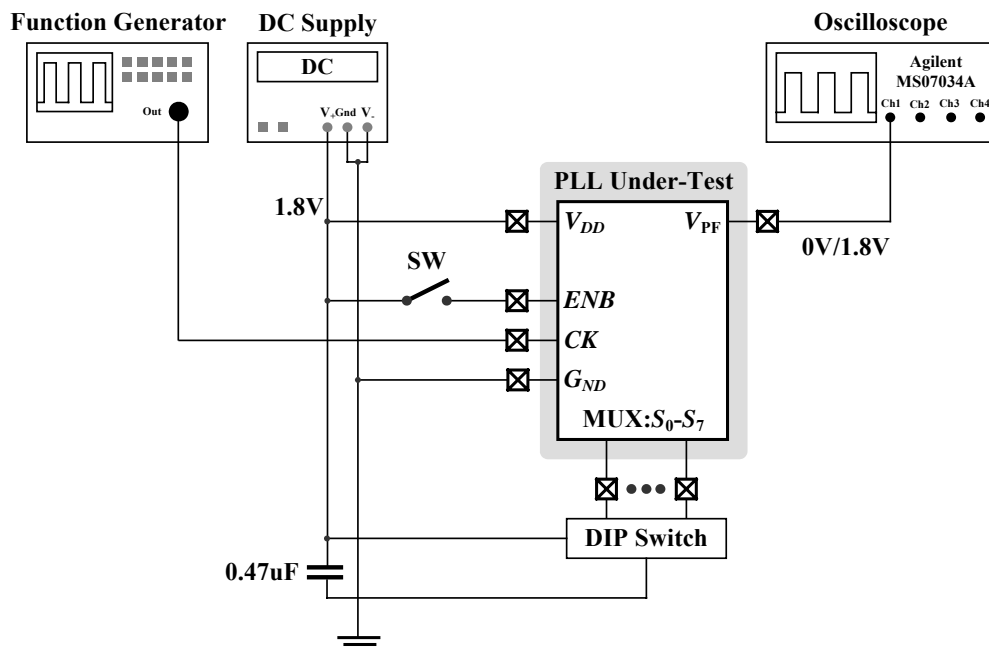 Function Generator
DC Supply
Oscilloscope
DC
Agilent
MS07034A
Out
V+ Gnd V-
Ch1 Ch2 Ch3 Ch4
PLL Under-Test
1.8V
VDD
VPF
0V/1.8V
SW
ENB
CK
GND
MUX:S0-S7
DIP Switch
0.47uF